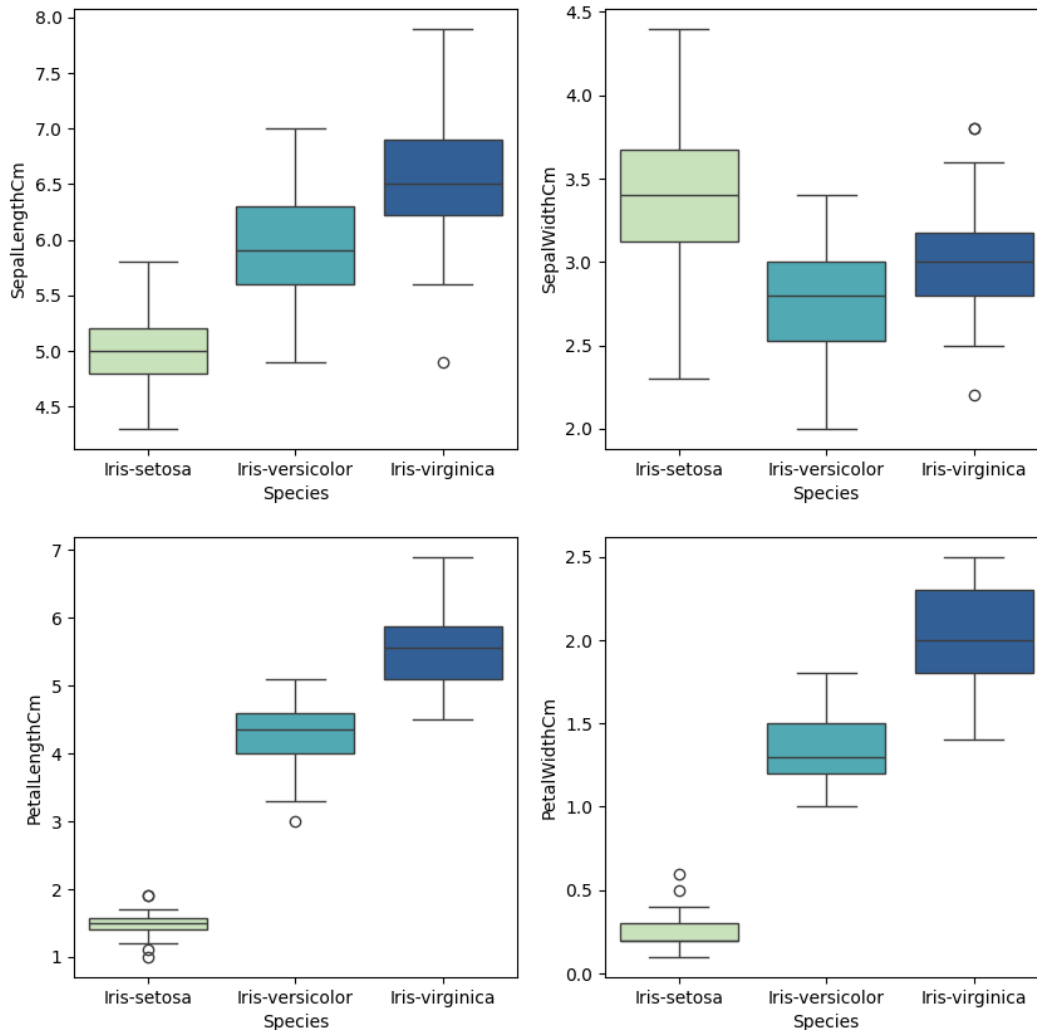 SepalLengthCm
8.0
7.5
7.0
6.5
6.0
5.5
5.0
4.5
Iris-setosa Iris-versicolor Iris-virginica
Species
SepalWidthCm
4.5
4.0
3.5
3.0
2.5
2.0
Iris-setosa Iris-versicolor Iris-virginica
Species
PetalLengthCm
7
6
5
4
3
2
1
Iris-setosa Iris-versicolor Iris-virginica
Species
PetalWidthCm
2.5
2.0
1.5
1.0
0.5
0.0
Iris-setosa Iris-versicolor Iris-virginica
Species